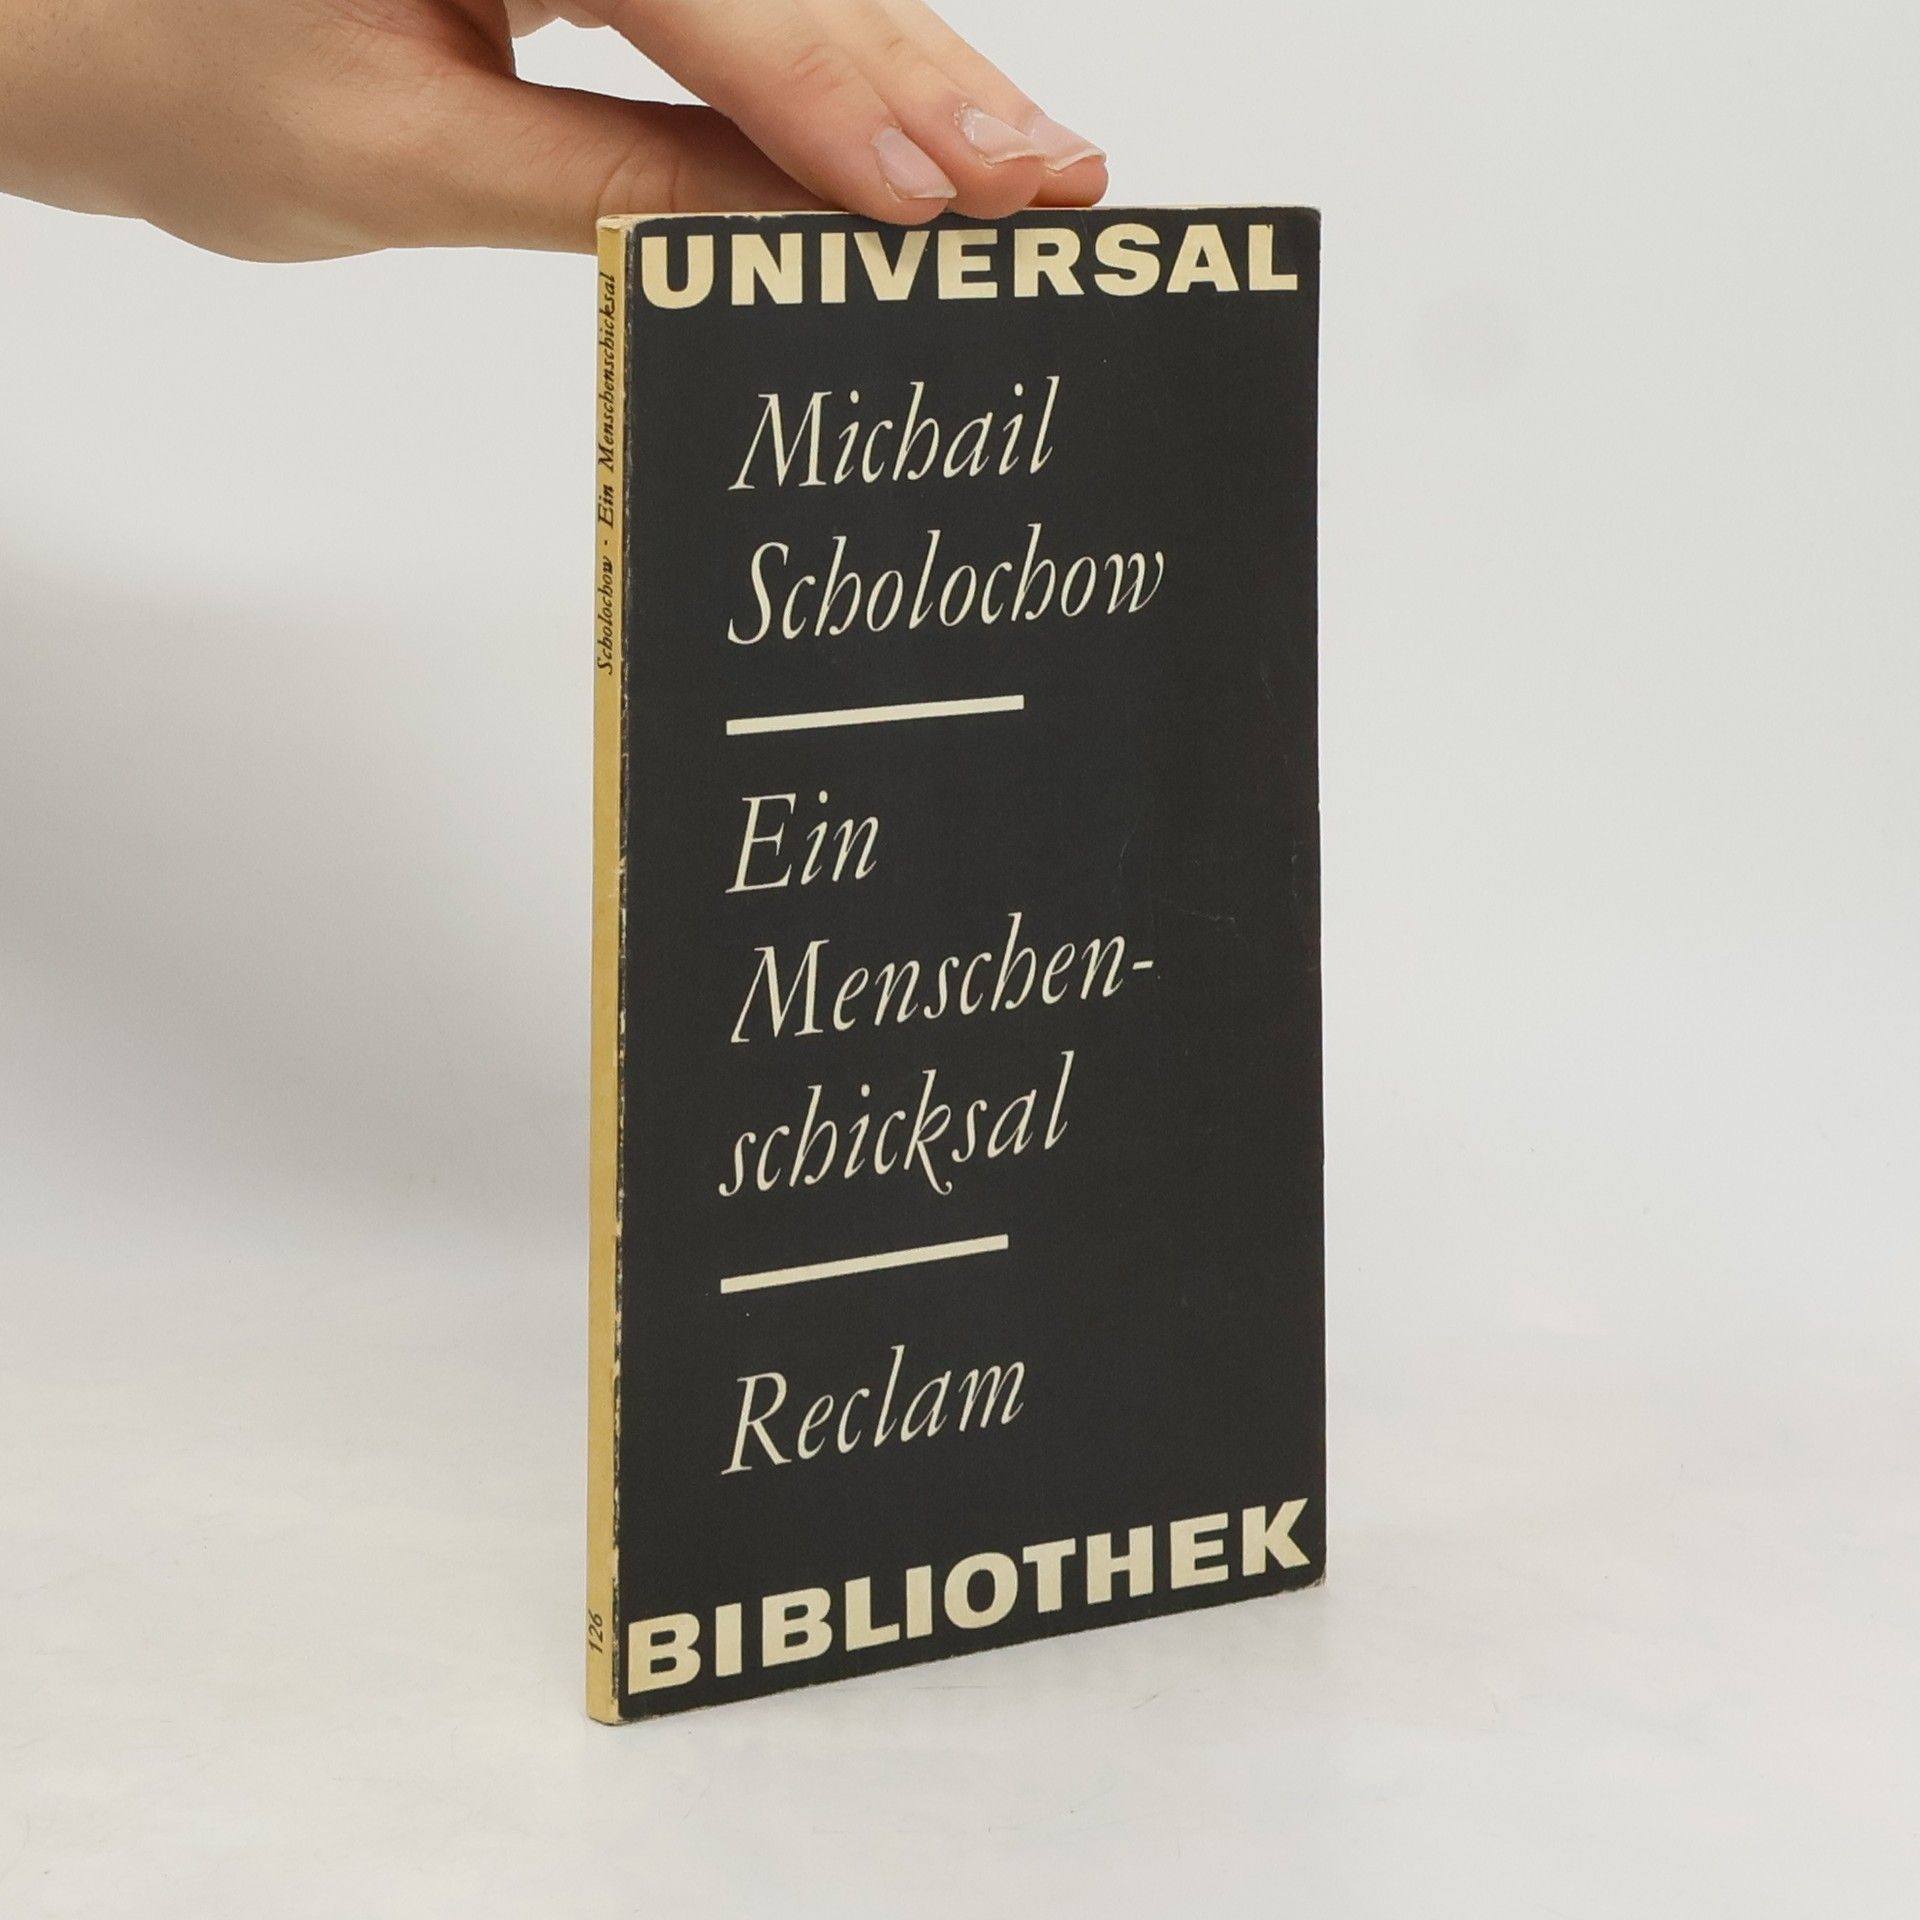 UNIVERSAL
Michail
Scholochow
Ein
Menschen-
schicksal
Reclam
BIBLIOTHEK
Scholochow · Ein Menschenschicksal
126